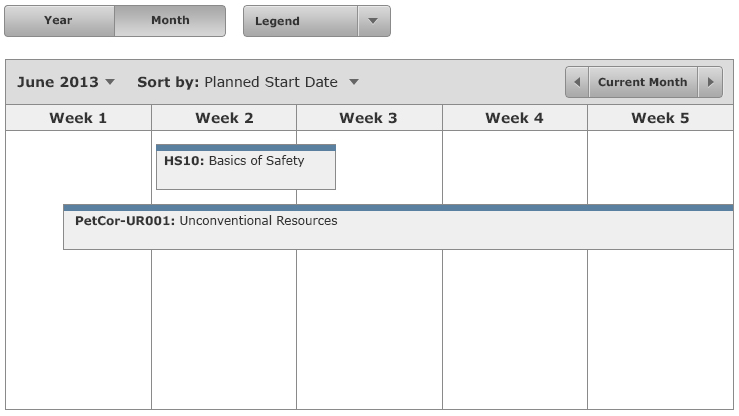 Year Month Legend
June 2013 Sort by: Planned Start Date Current Month
Week 1 Week 2 Week 3 Week 4 Week 5
HS10: Basics of Safety
PetCor-UR001: Unconventional Resources